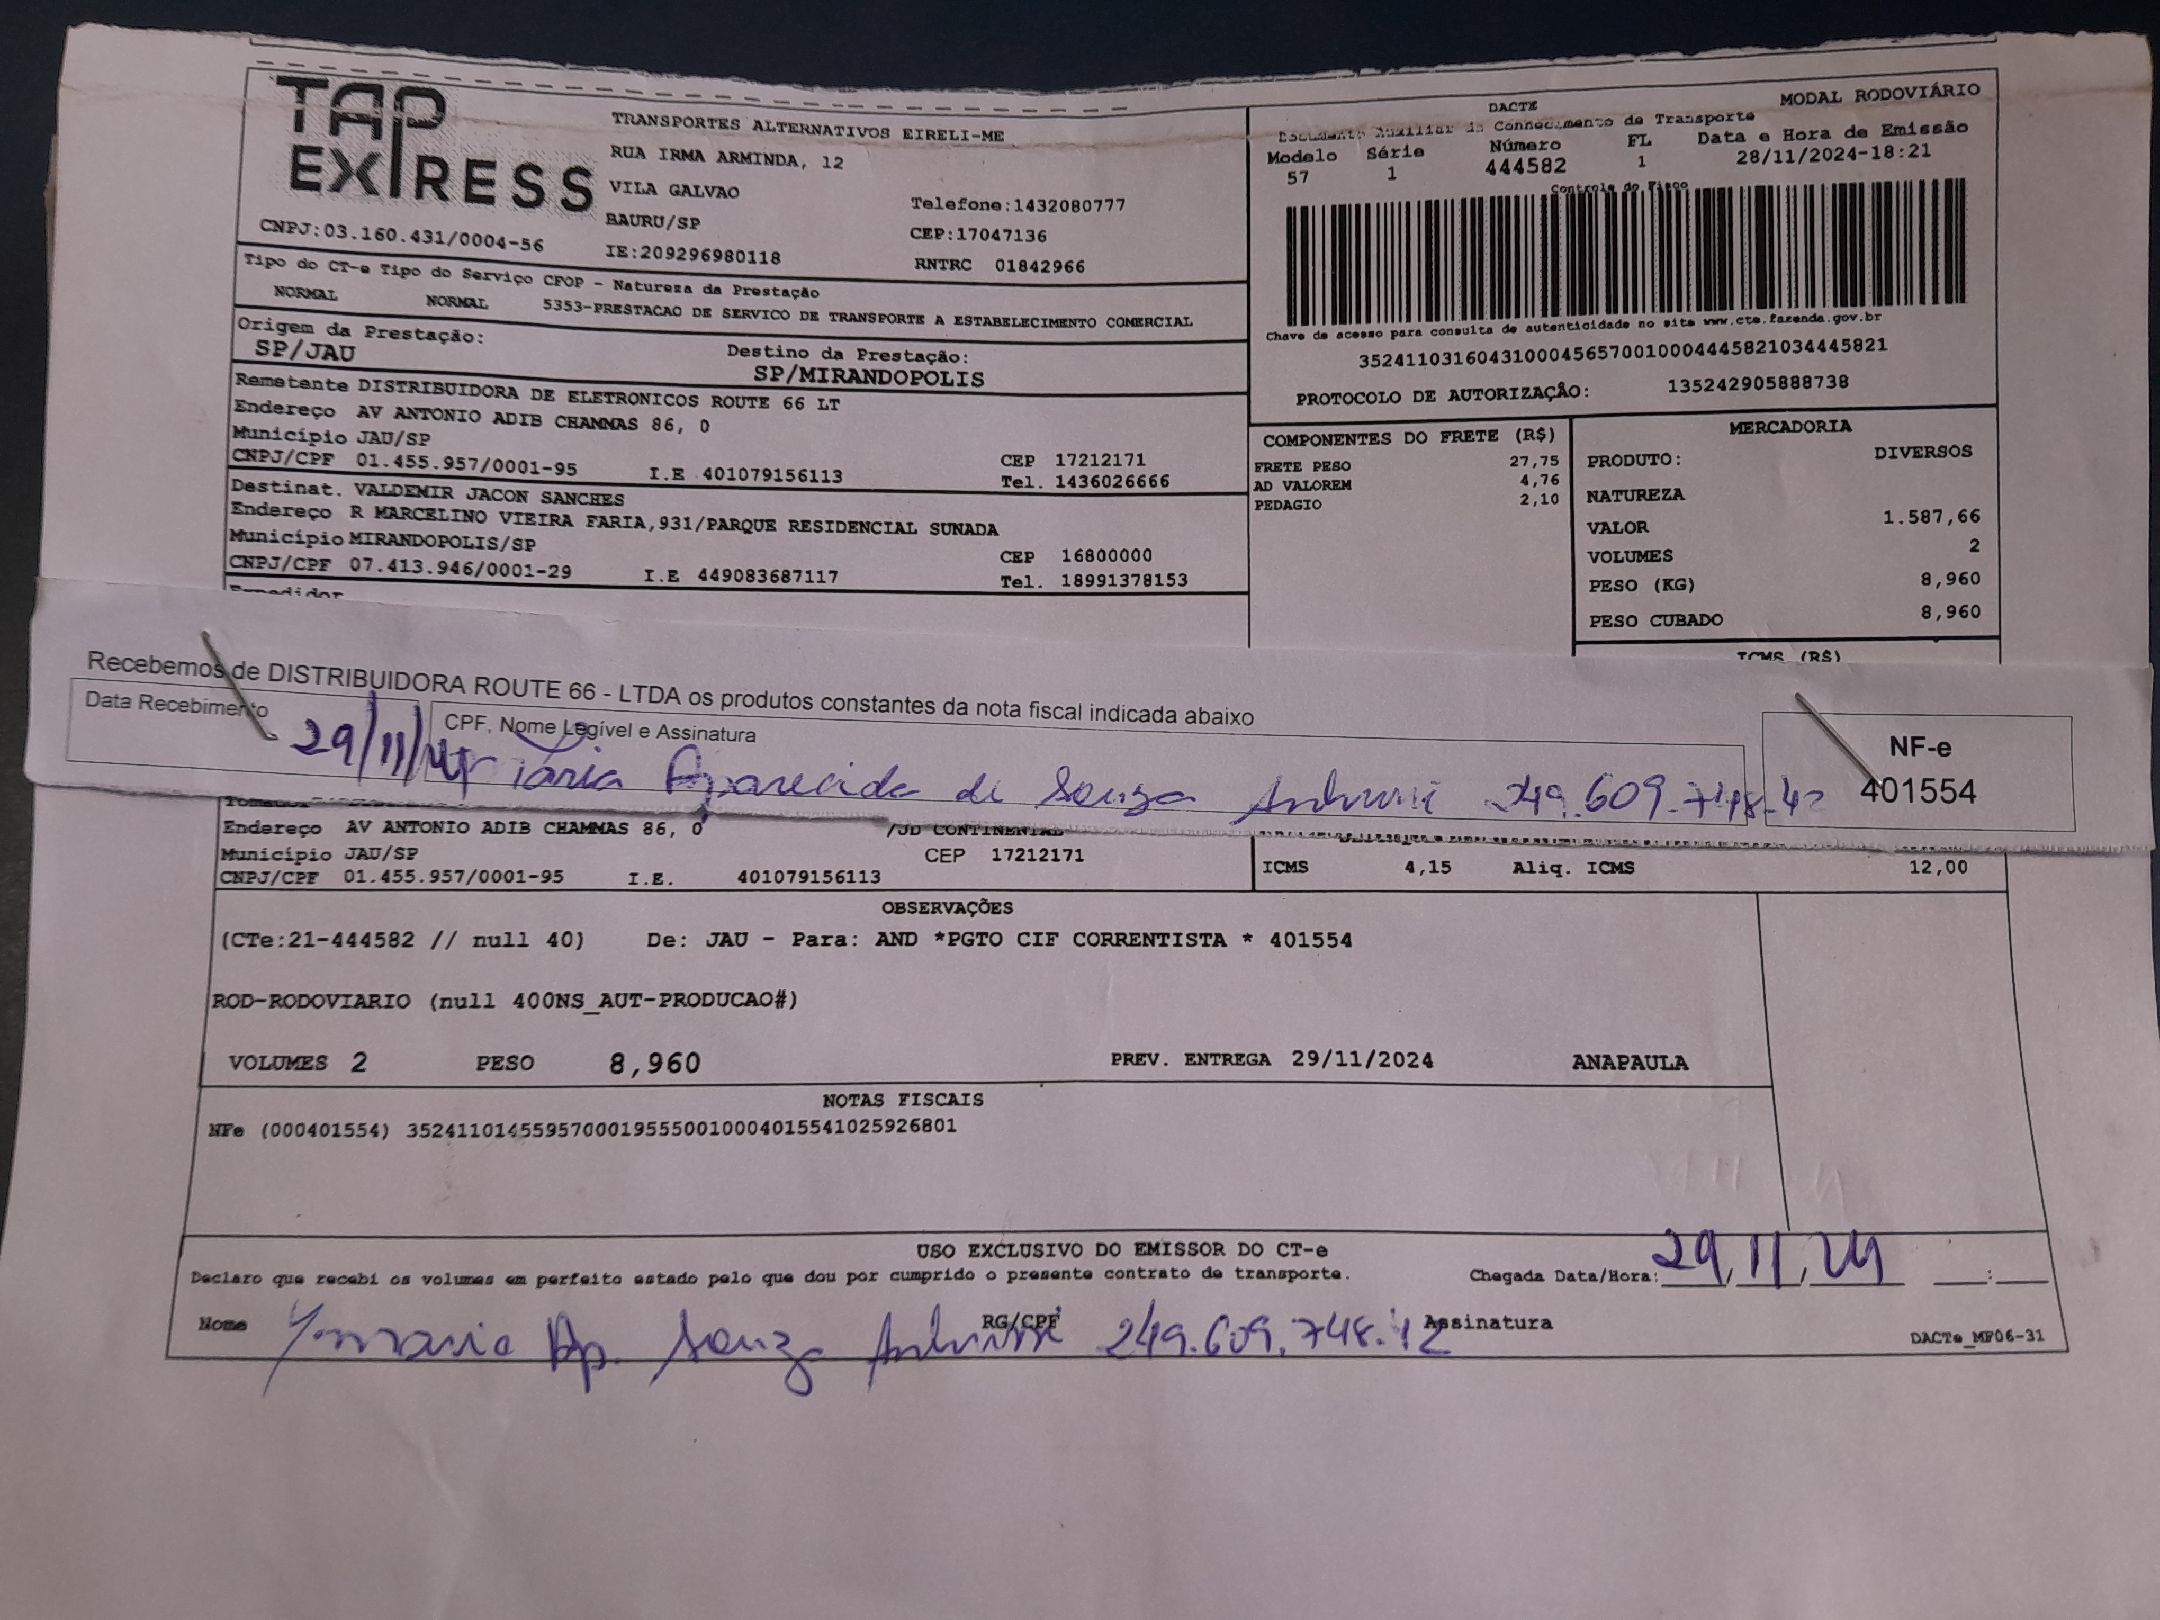 TAP EXPRESS
TRANSPORTES ALTERNATIVOS EIRELI-ME
RUA IRMA ARMINDA, 12
VILA GALVAO
BAURU/SP
Telefone:1432080777
CEP:17047136
CNPJ:03.160.431/0004-56
IE:209296980118
RNTRC 01842966
DACTE
MODAL RODOVIÁRIO
Documento Auxiliar do Conhecimento de Transporte
Modelo Série Número FL Data e Hora de Emissão
57 1 444582 1 28/11/2024-18:21
Controle do Fisco
Tipo do CT-e Tipo do Serviço CFOP - Natureza da Prestação
NORMAL NORMAL 5353-PRESTACAO DE SERVICO DE TRANSPORTE A ESTABELECIMENTO COMERCIAL
Chave de acesso para consulta de autenticidade no site www.cte.fazenda.gov.br
35241103160431000456570010004445821034445821
PROTOCOLO DE AUTORIZAÇÃO: 135242905888738
Origem da Prestação:
SP/JAU
Destino da Prestação:
SP/MIRANDOPOLIS
Remetente DISTRIBUIDORA DE ELETRONICOS ROUTE 66 LT
Endereço AV ANTONIO ADIB CHAMMAS 86, 0
Município JAU/SP
CEP 17212171
CNPJ/CPF 01.455.957/0001-95 I.E 401079156113 Tel. 1436026666
Destinat. VALDEMIR JACON SANCHES
Endereço R MARCELINO VIEIRA FARIA,931/PARQUE RESIDENCIAL SUNADA
Município MIRANDOPOLIS/SP
CEP 16800000
CNPJ/CPF 07.413.946/0001-29 I.E 449083687117 Tel. 18991378153
Expedidor
COMPONENTES DO FRETE (R$)
FRETE PESO 27,75
AD VALOREM 4,76
PEDAGIO 2,10
MERCADORIA
PRODUTO: DIVERSOS
NATUREZA
VALOR 1.587,66
VOLUMES 2
PESO (KG) 8,960
PESO CUBADO 8,960
ICMS (R$)
Recebemos de DISTRIBUIDORA ROUTE 66 - LTDA os produtos constantes da nota fiscal indicada abaixo
Data Recebimento
29/11/24
CPF, Nome Legível e Assinatura
Maria Aparecida de Souza 249.609.748-42
NF-e
401554
Endereço AV ANTONIO ADIB CHAMMAS 86, 0 /JD CONTINENTAL
Município JAU/SP CEP 17212171
CNPJ/CPF 01.455.957/0001-95 I.E. 401079156113
ICMS 4,15 Aliq. ICMS 12,00
OBSERVAÇÕES
(CTe:21-444582 // null 40) De: JAU - Para: AND *PGTO CIF CORRENTISTA * 401554
ROD-RODOVIARIO (null 400NS_AUT-PRODUCAO#)
VOLUMES 2 PESO 8,960 PREV. ENTREGA 29/11/2024 ANAPAULA
NOTAS FISCAIS
NFe (000401554) 35241101455957000195550010004015541025926801
USO EXCLUSIVO DO EMISSOR DO CT-e
Declaro que recebi os volumes em perfeito estado pelo que dou por cumprido o presente contrato de transporte.
Chegada Data/Hora: 29/11/24 __:__
Nome Maria Ap. Souza RG/CPF 249.609.748.42 Assinatura
DACTe_MF06-31